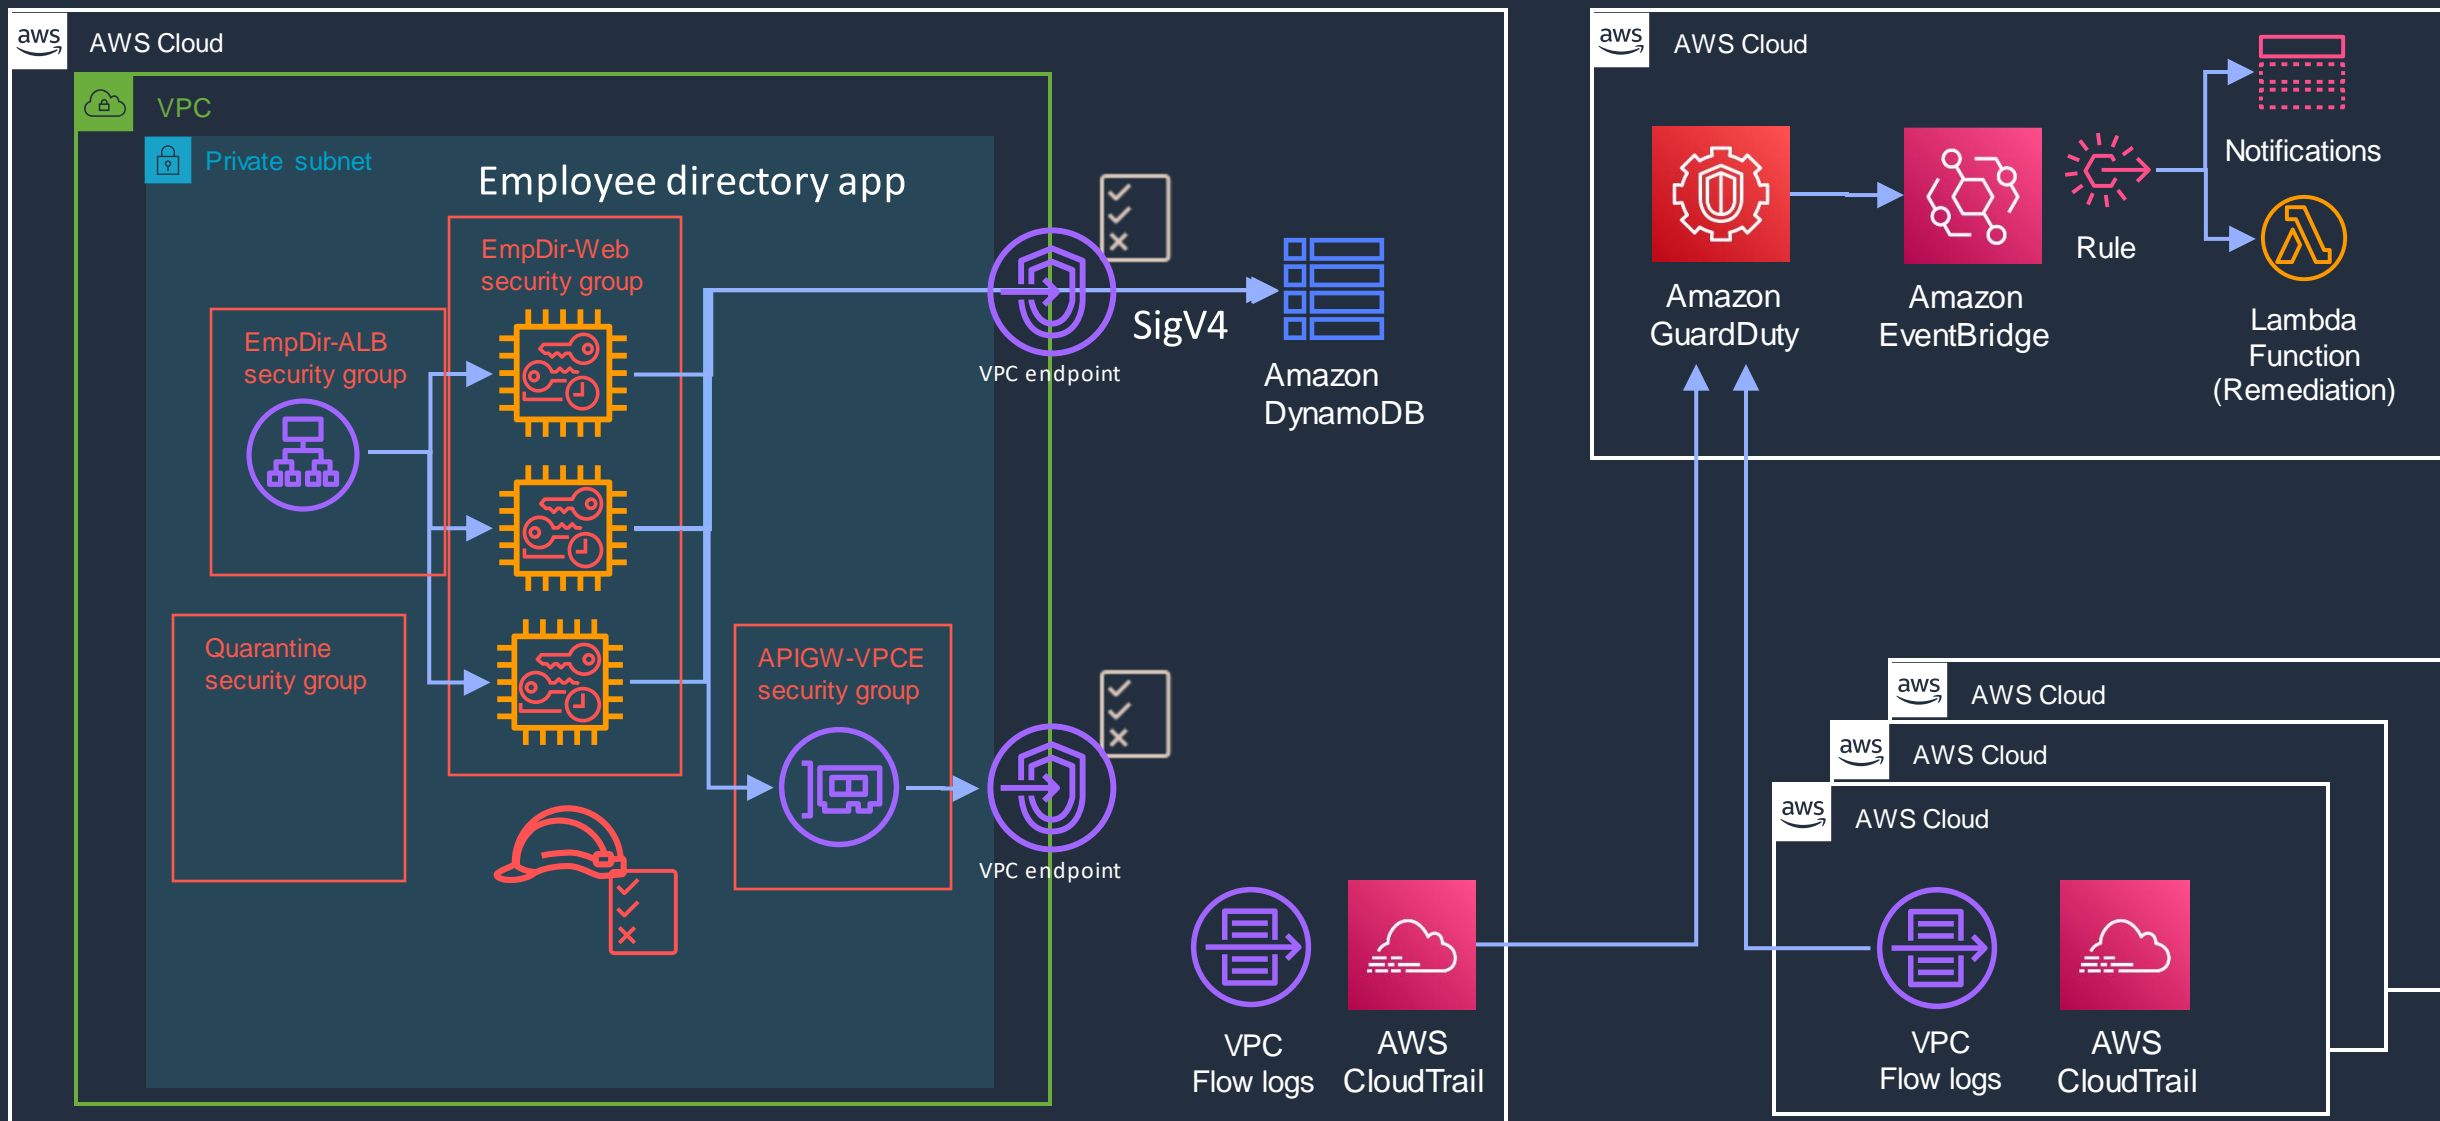 aws
AWS Cloud
VPC
Private subnet
Employee directory app
EmpDir-Web
security group
EmpDir-ALB
security group
Quarantine
security group
APIGW-VPCE
security group
VPC endpoint
SigV4
Amazon
DynamoDB
VPC endpoint
VPC
Flow logs
AWS
CloudTrail
aws
AWS Cloud
Amazon
GuardDuty
Amazon
EventBridge
Rule
Notifications
Lambda
Function
(Remediation)
aws
AWS Cloud
aws
AWS Cloud
aws
AWS Cloud
VPC
Flow logs
AWS
CloudTrail